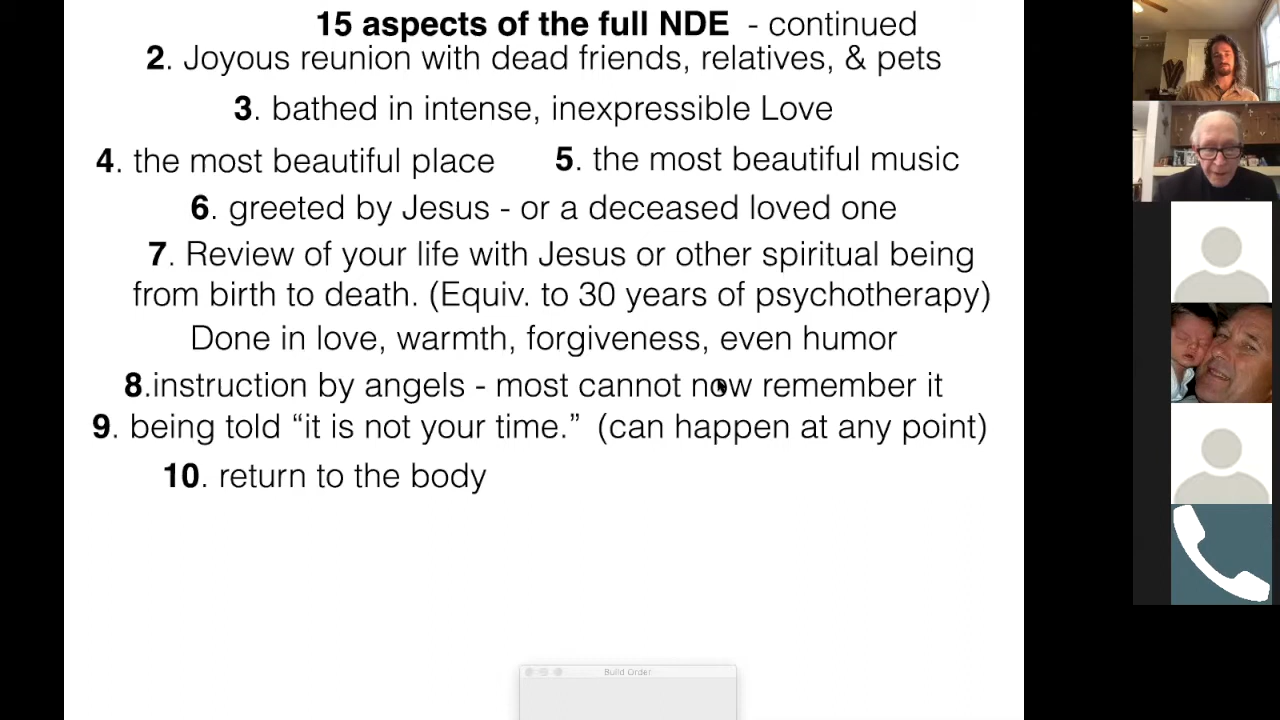 15 aspects of the full NDE - continued
2. Joyous reunion with dead friends, relatives, & pets
3. bathed in intense, inexpressible Love
4. the most beautiful place 5. the most beautiful music
6. greeted by Jesus - or a deceased loved one
7. Review of your life with Jesus or other spiritual being
from birth to death. (Equiv. to 30 years of psychotherapy)
Done in love, warmth, forgiveness, even humor
8.instruction by angels - most cannot now remember it
9. being told “it is not your time.” (can happen at any point)
10. return to the body
Build Order